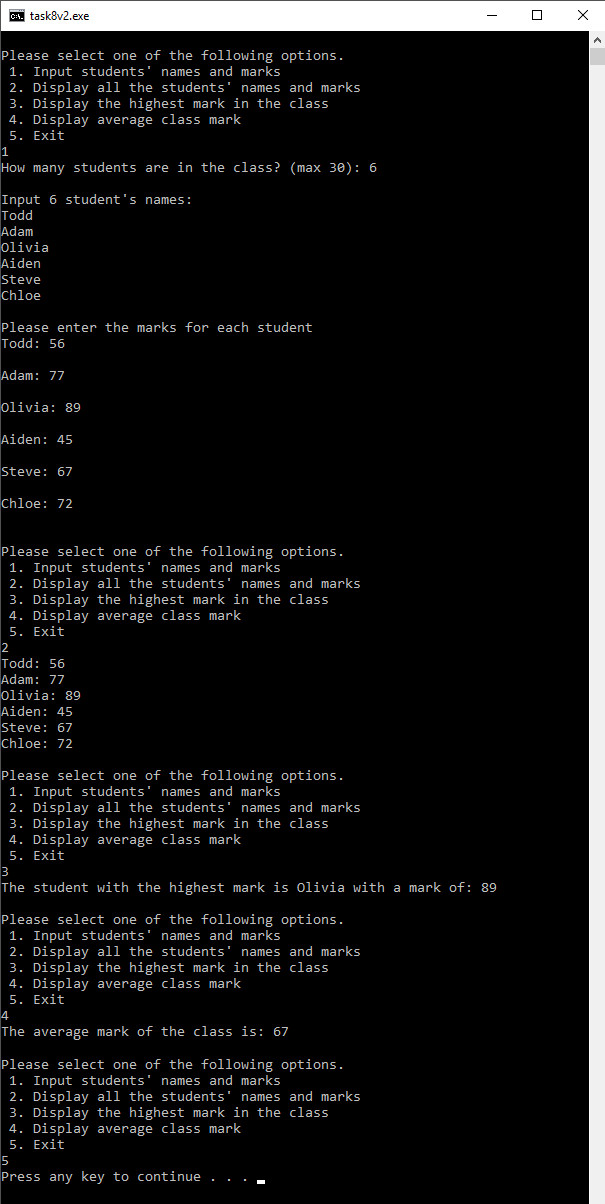 task8v2.exe
Please select one of the following options.
1. Input students' names and marks
2. Display all the students' names and marks
3. Display the highest mark in the class
4. Display average class mark
5. Exit
1
How many students are in the class? (max 30): 6
Input 6 student's names:
Todd
Adam
Olivia
Aiden
Steve
Chloe
Please enter the marks for each student
Todd: 56
Adam: 77
Olivia: 89
Aiden: 45
Steve: 67
Chloe: 72
Please select one of the following options.
1. Input students' names and marks
2. Display all the students' names and marks
3. Display the highest mark in the class
4. Display average class mark
5. Exit
2
Todd: 56
Adam: 77
Olivia: 89
Aiden: 45
Steve: 67
Chloe: 72
Please select one of the following options.
1. Input students' names and marks
2. Display all the students' names and marks
3. Display the highest mark in the class
4. Display average class mark
5. Exit
3
The student with the highest mark is Olivia with a mark of: 89
Please select one of the following options.
1. Input students' names and marks
2. Display all the students' names and marks
3. Display the highest mark in the class
4. Display average class mark
5. Exit
4
The average mark of the class is: 67
Please select one of the following options.
1. Input students' names and marks
2. Display all the students' names and marks
3. Display the highest mark in the class
4. Display average class mark
5. Exit
5
Press any key to continue . . .